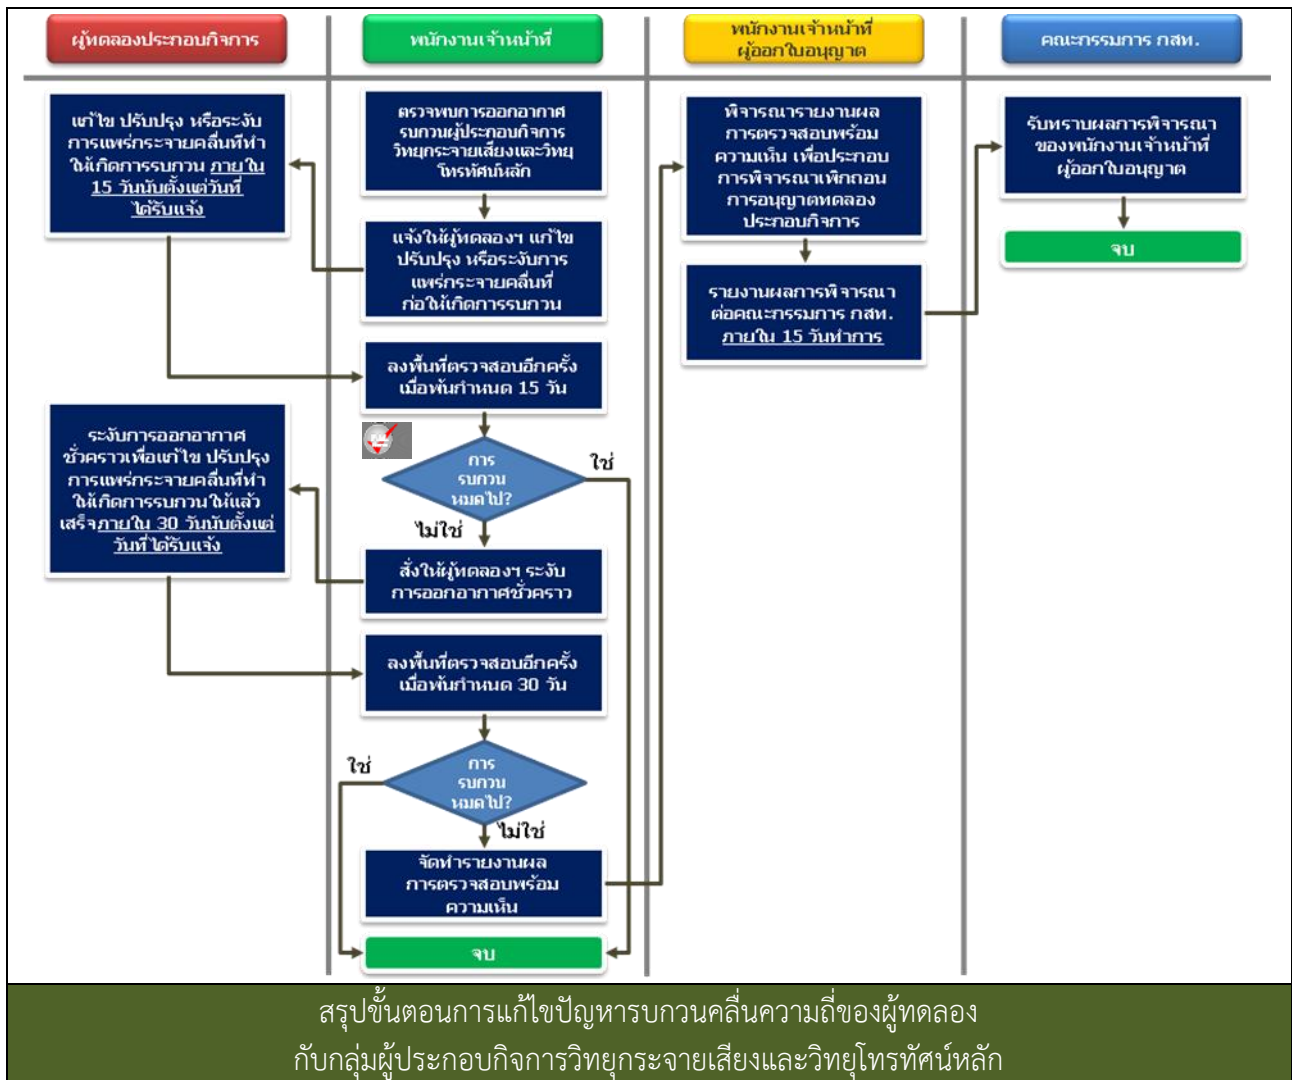 ผู้ทดลองประกอบกิจการ
พนักงานเจ้าหน้าที่
พนักงานเจ้าหน้าที่
ผู้ออกใบอนุญาต
คณะกรรมการ กสท.
แก้ไข ปรับปรุง หรือระงับ
การแพร่กระจายคลื่นที่ทำ
ให้เกิดการรบกวน ภายใน
15 วันนับตั้งแต่วันที่
ได้รับแจ้ง
ตรวจพบการออกอากาศ
รบกวนผู้ประกอบกิจการ
วิทยุกระจายเสียงและวิทยุ
โทรทัศน์หลัก
แจ้งให้ผู้ทดลองฯ แก้ไข
ปรับปรุง หรือระงับการ
แพร่กระจายคลื่นที่
ก่อให้เกิดการรบกวน
ลงพื้นที่ตรวจสอบอีกครั้ง
เมื่อพ้นกำหนด 15 วัน
การ
รบกวน
หมดไป?
ใช่
ไม่ใช่
ระงับการออกอากาศ
ชั่วคราวเพื่อแก้ไข ปรับปรุง
การแพร่กระจายคลื่นที่ทำ
ให้เกิดการรบกวน ให้แล้ว
เสร็จภายใน 30 วันนับตั้งแต่
วันที่ได้รับแจ้ง
สั่งให้ผู้ทดลองฯ ระงับ
การออกอากาศชั่วคราว
ลงพื้นที่ตรวจสอบอีกครั้ง
เมื่อพ้นกำหนด 30 วัน
ใช่
การ
รบกวน
หมดไป?
ไม่ใช่
จัดทำรายงานผล
การตรวจสอบพร้อม
ความเห็น
จบ
พิจารณารายงานผล
การตรวจสอบพร้อม
ความเห็น เพื่อประกอบ
การพิจารณาเพิกถอน
การอนุญาตทดลอง
ประกอบกิจการ
รายงานผลการพิจารณา
ต่อคณะกรรมการ กสท.
ภายใน 15 วันทำการ
รับทราบผลการพิจารณา
ของพนักงานเจ้าหน้าที่
ผู้ออกใบอนุญาต
จบ
สรุปขั้นตอนการแก้ไขปัญหารบกวนคลื่นความถี่ของผู้ทดลอง
กับกลุ่มผู้ประกอบกิจการวิทยุกระจายเสียงและวิทยุโทรทัศน์หลัก